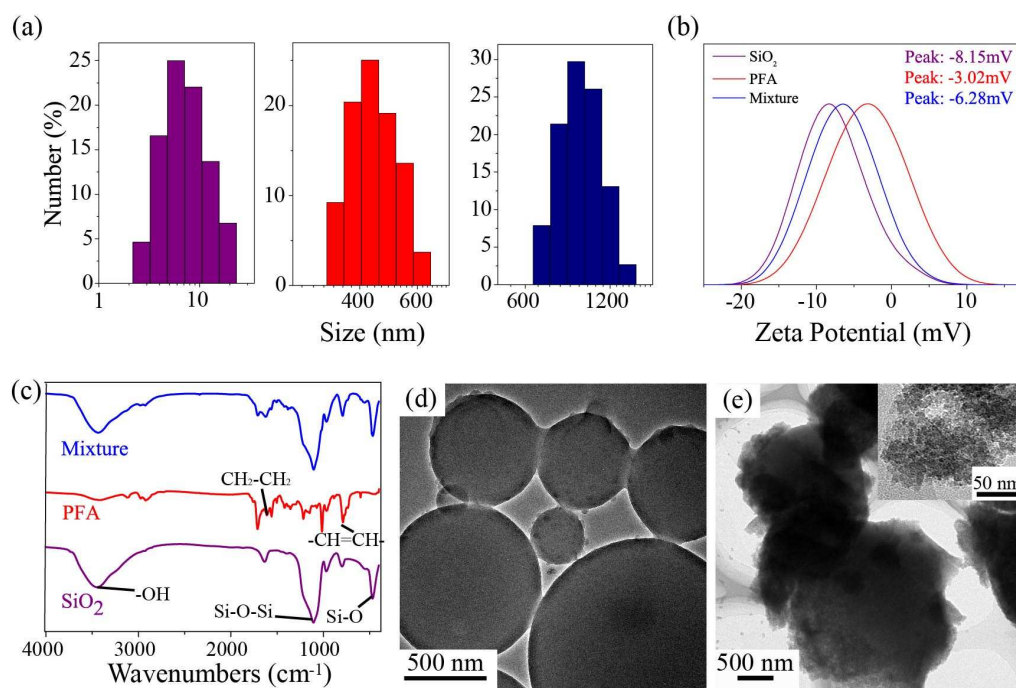 (a)
Number (%)
25
20
15
10
5
0
1
10
20
10
0
400
600
30
25
20
15
10
5
0
600
1200
Size (nm)
(b)
SiO₂
PFA
Mixture
Peak: -8.15mV
Peak: -3.02mV
Peak: -6.28mV
-20
-10
0
10
Zeta Potential (mV)
(c)
Mixture
CH₂-CH₂
PFA
-CH=CH-
SiO₂
-OH
Si-O-Si
Si-O
4000
3000
2000
1000
Wavenumbers (cm⁻¹)
(d)
500 nm
(e)
50 nm
500 nm